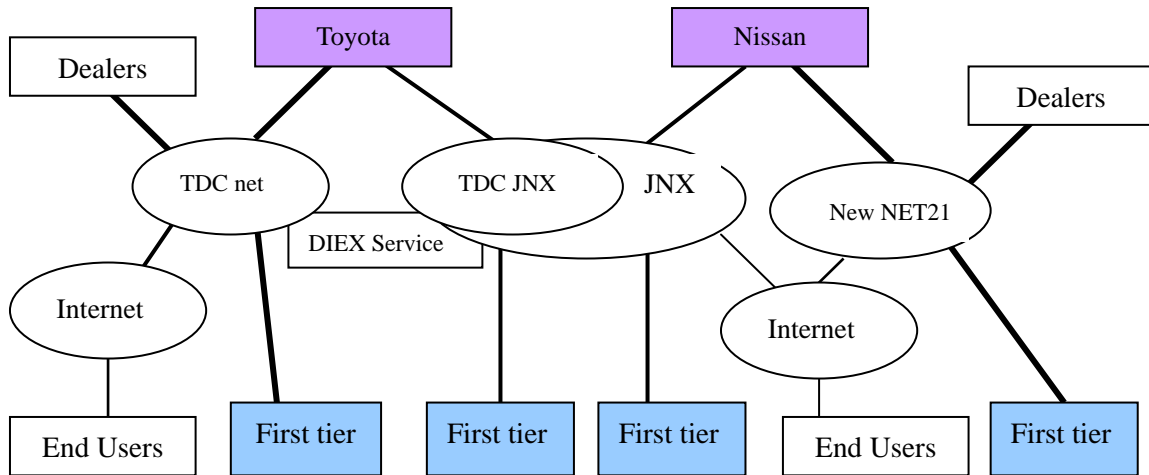 Toyota
Nissan
Dealers
Dealers
TDC net
TDC JNX
JNX
New NET21
DIEX Service
Internet
Internet
End Users
First tier
First tier
First tier
End Users
First tier